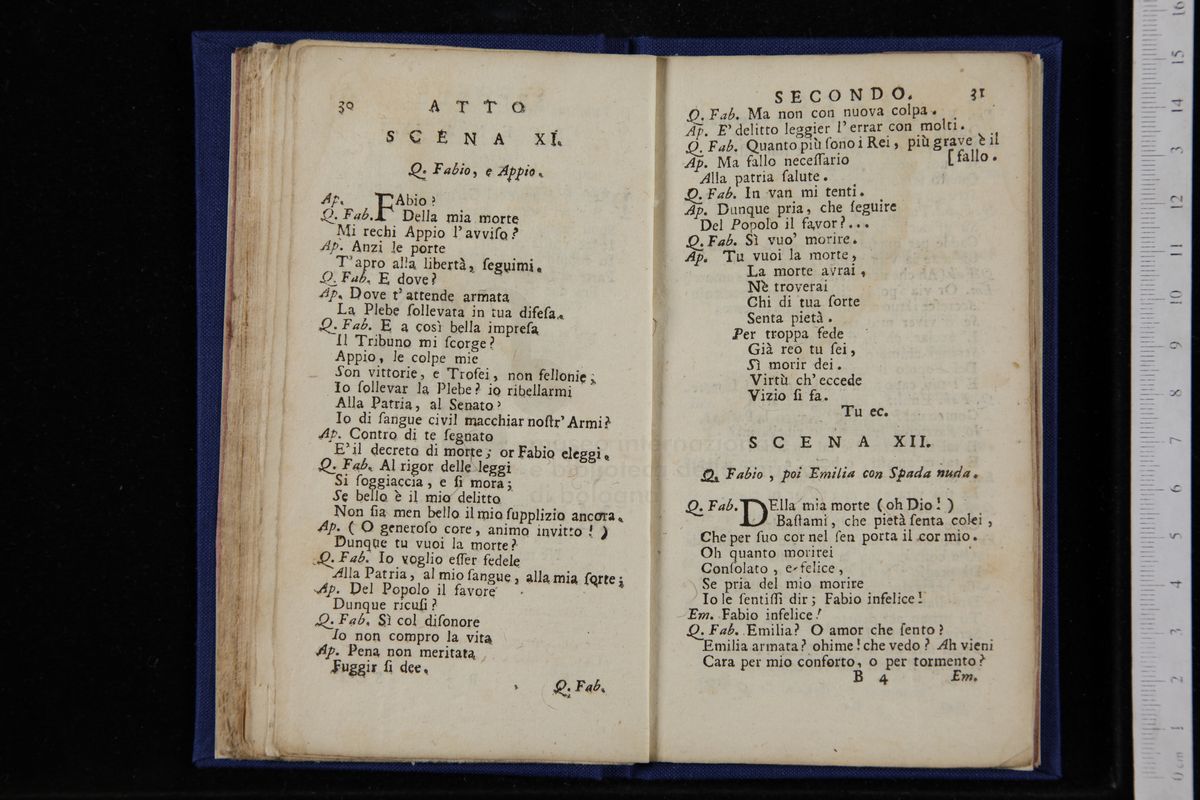 30 ATTO
SCENA XI.
Q. Fabio, e Appio.
Ap. FAbio?
Q. Fab. Della mia morte
Mi rechi Appio l'avviso?
Ap. Anzi le porte
T'apro alla libertà, seguimi.
Q. Fab. E dove?
Ap. Dove t'attende armata
La Plebe ſollevata in tua difeſa.
Q. Fab. E a così bella impreſa
Il Tribuno mi ſcorge?
Appio, le colpe mie
Son vittorie, e Trofei, non fellonie;
Io ſollevar la Plebe? io ribellarmi
Alla Patria, al Senato?
Io di ſangue civil macchiar noſtr'Armi?
Ap. Contro di te ſegnato
E'il decreto di morte; or Fabio eleggi.
Q. Fab. Al rigor delle leggi
Si ſoggiaccia, e ſi mora;
Se bello è il mio delitto
Non ſia men bello il mio ſupplizio ancora.
Ap. ( O generoſo core, animo invitto! )
Dunque tu vuoi la morte?
Q. Fab. Io voglio eſſer fedele
Alla Patria, al mio ſangue, alla mia ſorte;
Ap. Del Popolo il favore
Dunque ricuſi?
Q. Fab. Sì col diſonore
Io non compro la vita
Ap. Pena non meritata
Fuggir ſi dee.
Q. Fab.
SECONDO. 31
Q. Fab. Ma non con nuova colpa.
Ap. E' delitto leggier l'errar con molti.
Q. Fab. Quanto più ſono i Rei, più grave è il
Ap. Ma fallo neceſſario [fallo.
Alla patria ſalute.
Q. Fab. In van mi tenti.
Ap. Dunque pria, che ſeguire
Del Popolo il favor?...
Q. Fab. Sì vuo' morire.
Ap. Tu vuoi la morte,
La morte avrai,
Nè troverai
Chi di tua ſorte
Senta pietà.
Per troppa fede
Già reo tu ſei,
Sì morir dei.
Virtù ch'eccede
Vizio ſi fa.
Tu ec.
SCENA XII.
Q. Fabio, poi Emilia con Spada nuda.
Q. Fab. DElla mia morte ( oh Dio! )
Baſtami, che pietà ſenta colei,
Che per ſuo cor nel ſen porta il cor mio.
Oh quanto morirei
Conſolato, e felice,
Se pria del mio morire
Io le ſentiſſi dir; Fabio infelice!
Em. Fabio infelice!
Q. Fab. Emilia? O amor che ſento?
Emilia armata? ohime! che vedo? Ah vieni
Cara per mio conforto, o per tormento?
B 4 Em.